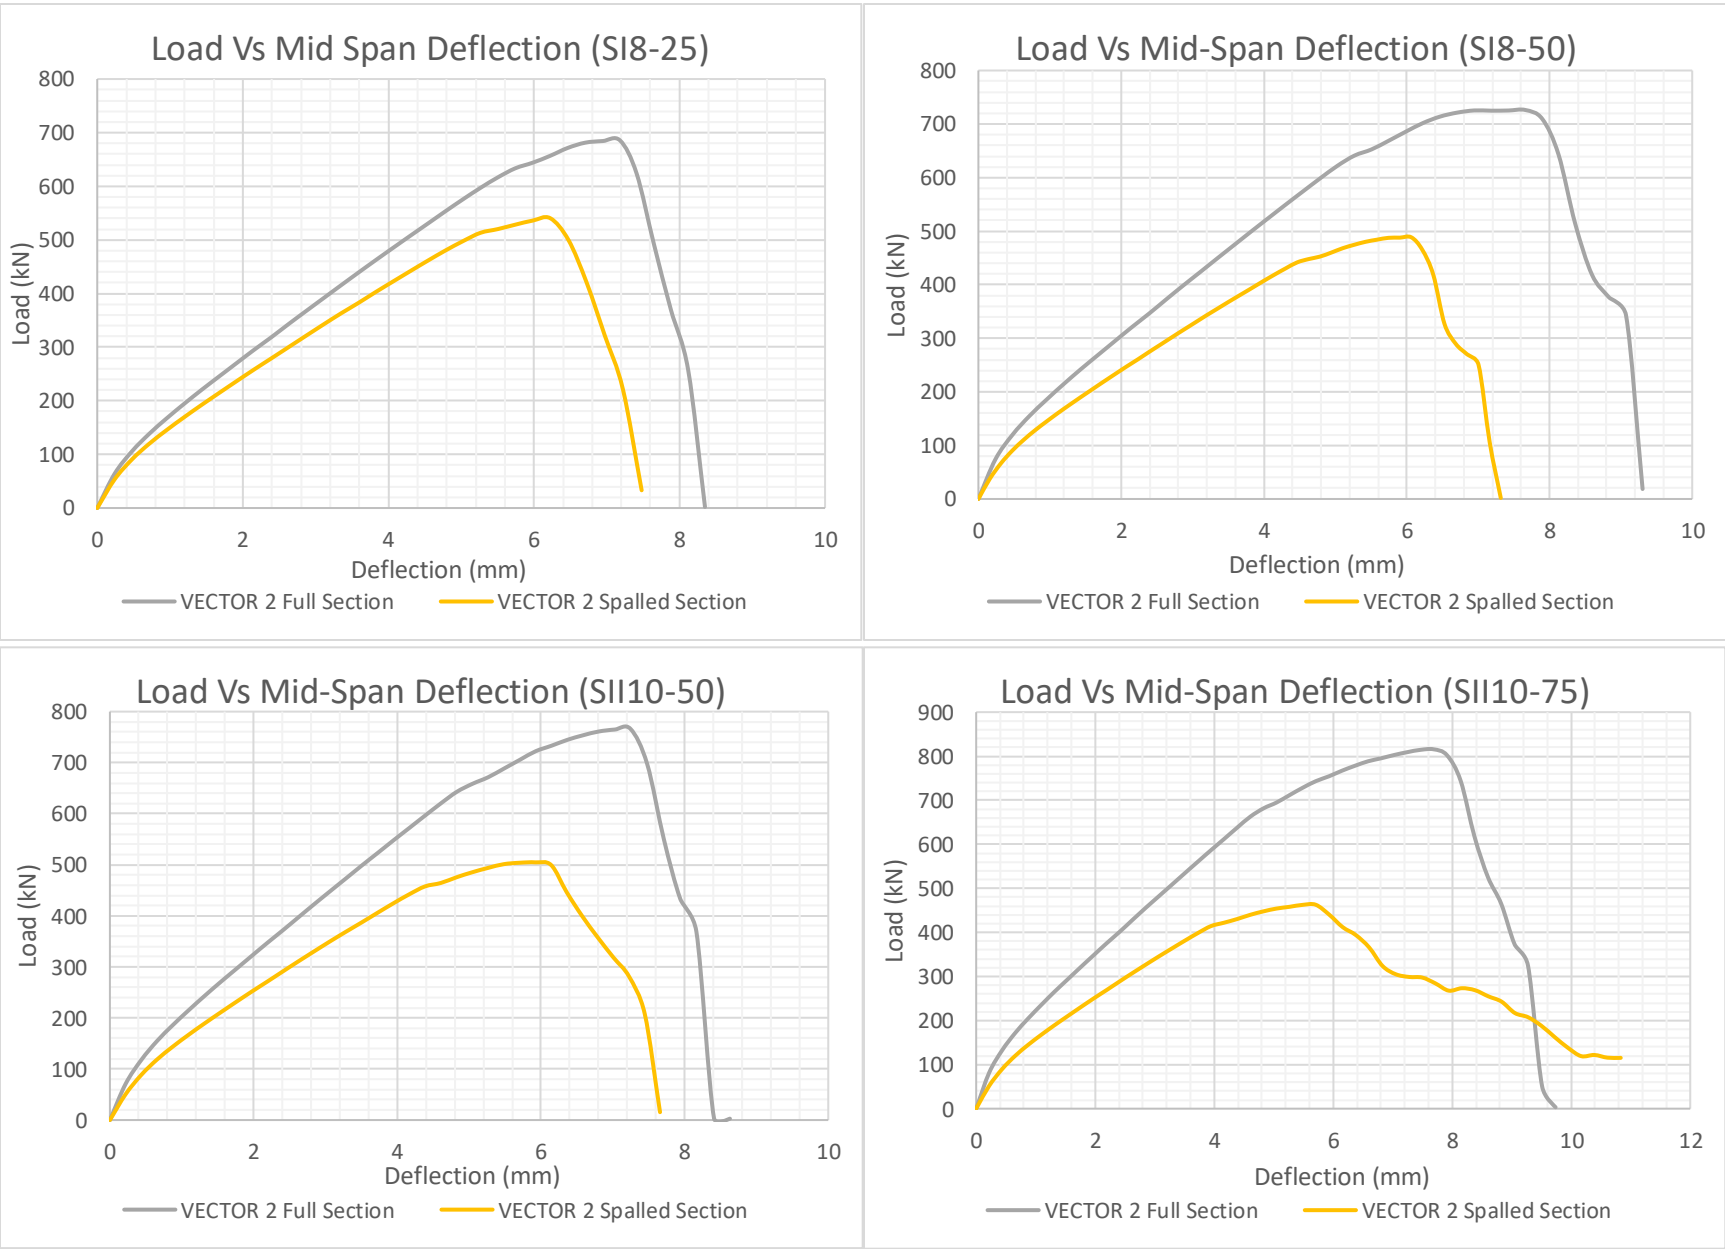 Load Vs Mid Span Deflection (SI8-25)
800
700
600
500
400
300
200
100
0
Load (kN)
0 2 4 6 8 10
Deflection (mm)
VECTOR 2 Full Section VECTOR 2 Spalled Section
Load Vs Mid-Span Deflection (SI8-50)
800
700
600
500
400
300
200
100
0
Load (kN)
0 2 4 6 8 10
Deflection (mm)
VECTOR 2 Full Section VECTOR 2 Spalled Section
Load Vs Mid-Span Deflection (SII10-50)
800
700
600
500
400
300
200
100
0
Load (kN)
0 2 4 6 8 10
Deflection (mm)
VECTOR 2 Full Section VECTOR 2 Spalled Section
Load Vs Mid-Span Deflection (SII10-75)
900
800
700
600
500
400
300
200
100
0
Load (kN)
0 2 4 6 8 10 12
Deflection (mm)
VECTOR 2 Full Section VECTOR 2 Spalled Section